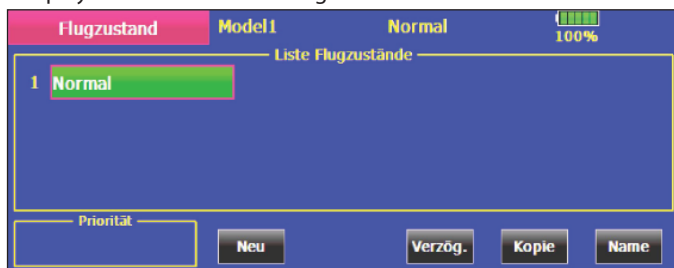 Flugzustand Model1 Normal 100%
Liste Flugzustände
1 Normal
Priorität
Neu Verzög. Kopie Name